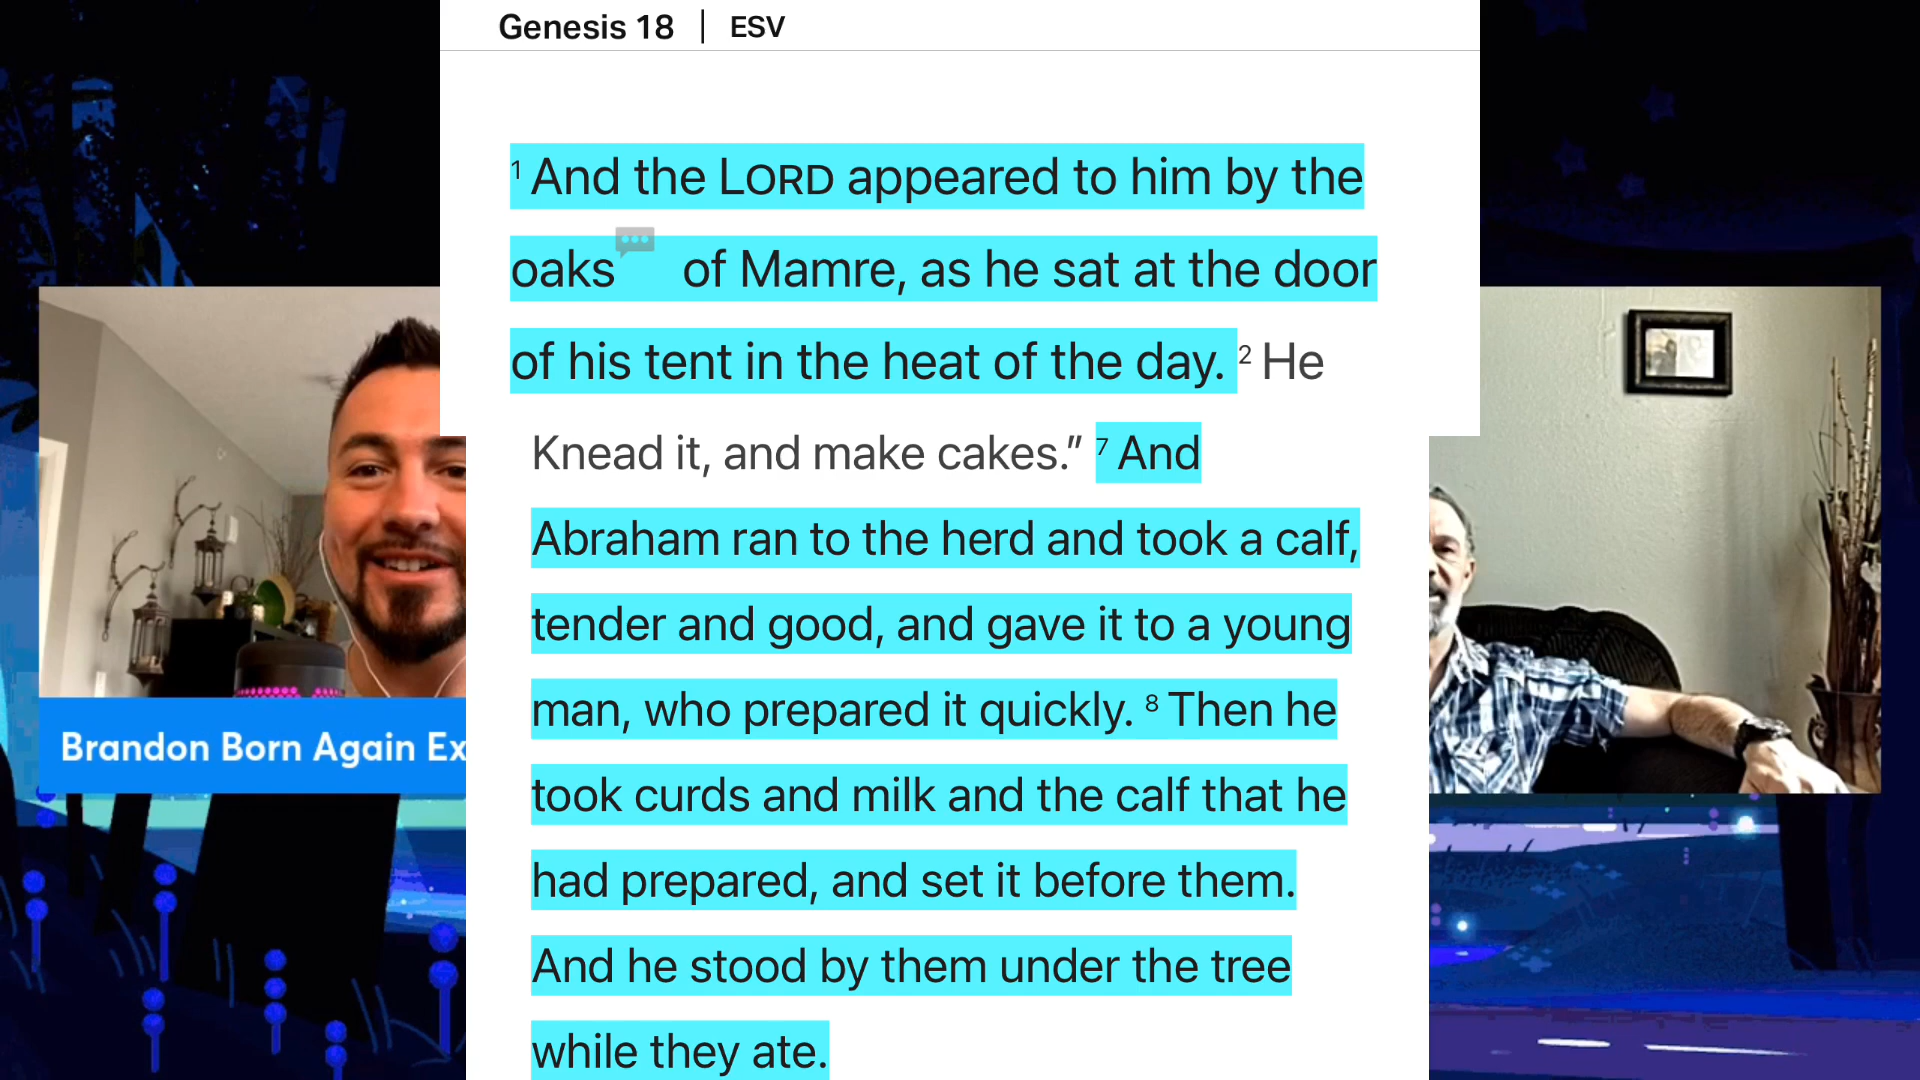 Genesis 18 | ESV
1 And the LORD appeared to him by the
oaks of Mamre, as he sat at the door
of his tent in the heat of the day. 2 He
Knead it, and make cakes.” 7 And
Abraham ran to the herd and took a calf,
tender and good, and gave it to a young
man, who prepared it quickly. 8 Then he
took curds and milk and the calf that he
had prepared, and set it before them.
And he stood by them under the tree
while they ate.
Brandon Born Again Ex